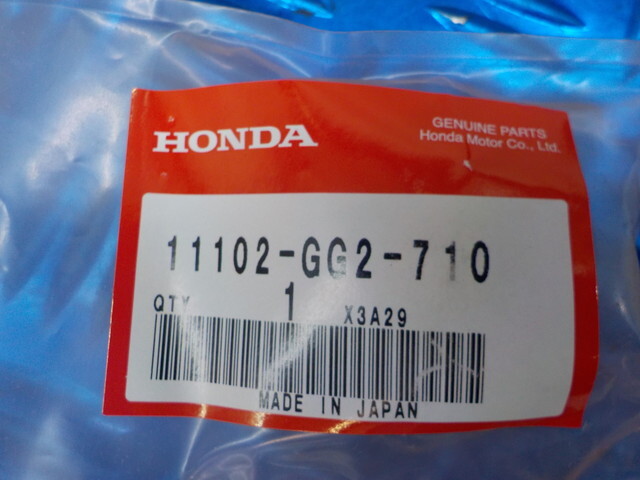 HONDA
GENUINE PARTS
Honda Motor Co., Ltd.
11102-GG2-710
QTY 1 X3A29
MADE IN JAPAN